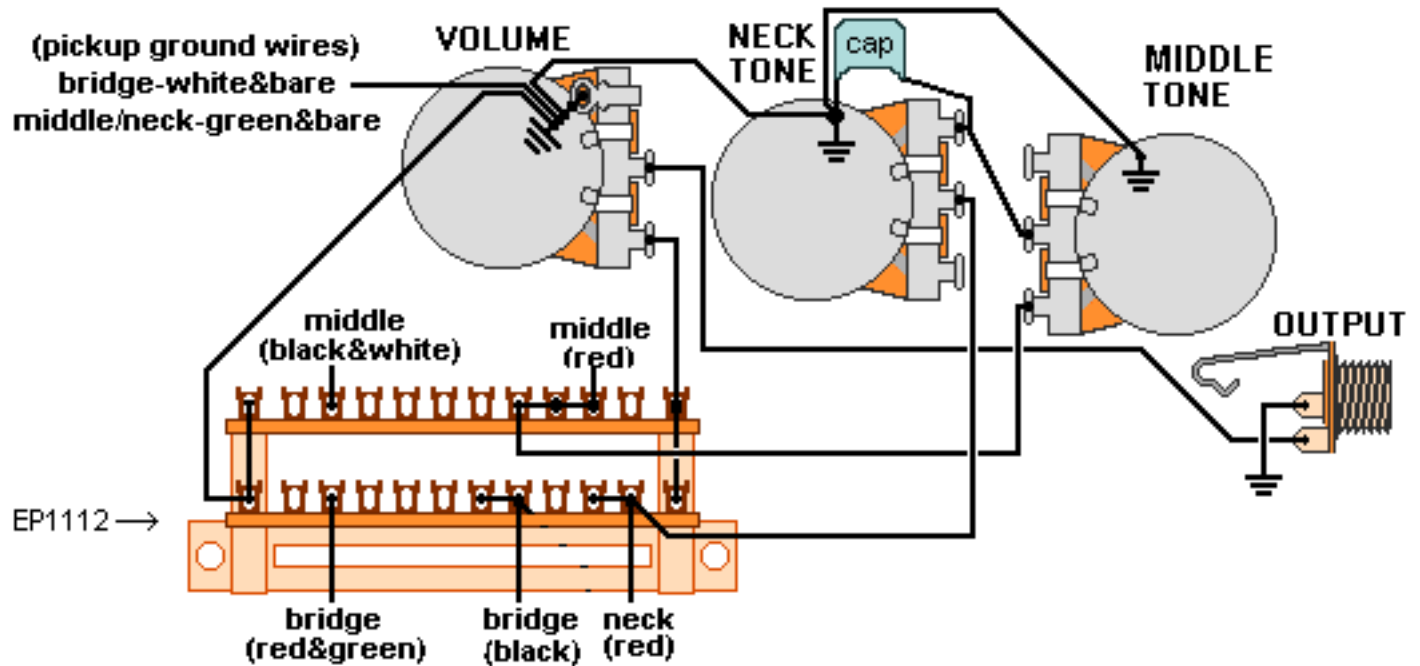 (pickup ground wires)
bridge-white&bare
middle/neck-green&bare
VOLUME
NECK
TONE
cap
MIDDLE
TONE
middle
(black&white)
middle
(red)
OUTPUT
EP1112
bridge
(red&green)
bridge
(black)
neck
(red)